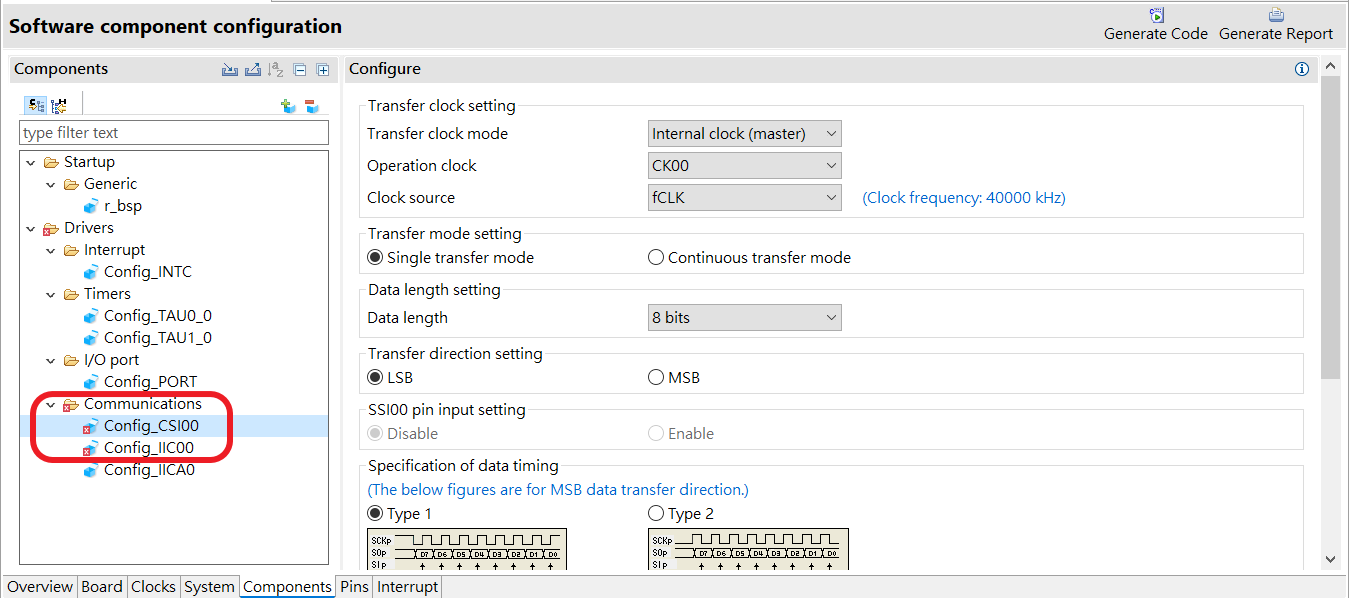 Software component configuration
Generate Code Generate Report
Components
type filter text
Startup
Generic
r_bsp
Drivers
Interrupt
Config_INTC
Timers
Config_TAU0_0
Config_TAU1_0
I/O port
Config_PORT
Communications
Config_CSI00
Config_IIC00
Config_IICA0
Configure
Transfer clock setting
Transfer clock mode Internal clock (master)
Operation clock CK00
Clock source fCLK (Clock frequency: 40000 kHz)
Transfer mode setting
Single transfer mode Continuous transfer mode
Data length setting
Data length 8 bits
Transfer direction setting
LSB MSB
SSI00 pin input setting
Disable Enable
Specification of data timing
(The below figures are for MSB data transfer direction.)
Type 1 Type 2
SCKp SCKp
SOp D7 D6 D5 D4 D3 D2 D1 D0 SOp D7 D6 D5 D4 D3 D2 D1 D0
SIp SIp
Overview Board Clocks System Components Pins Interrupt